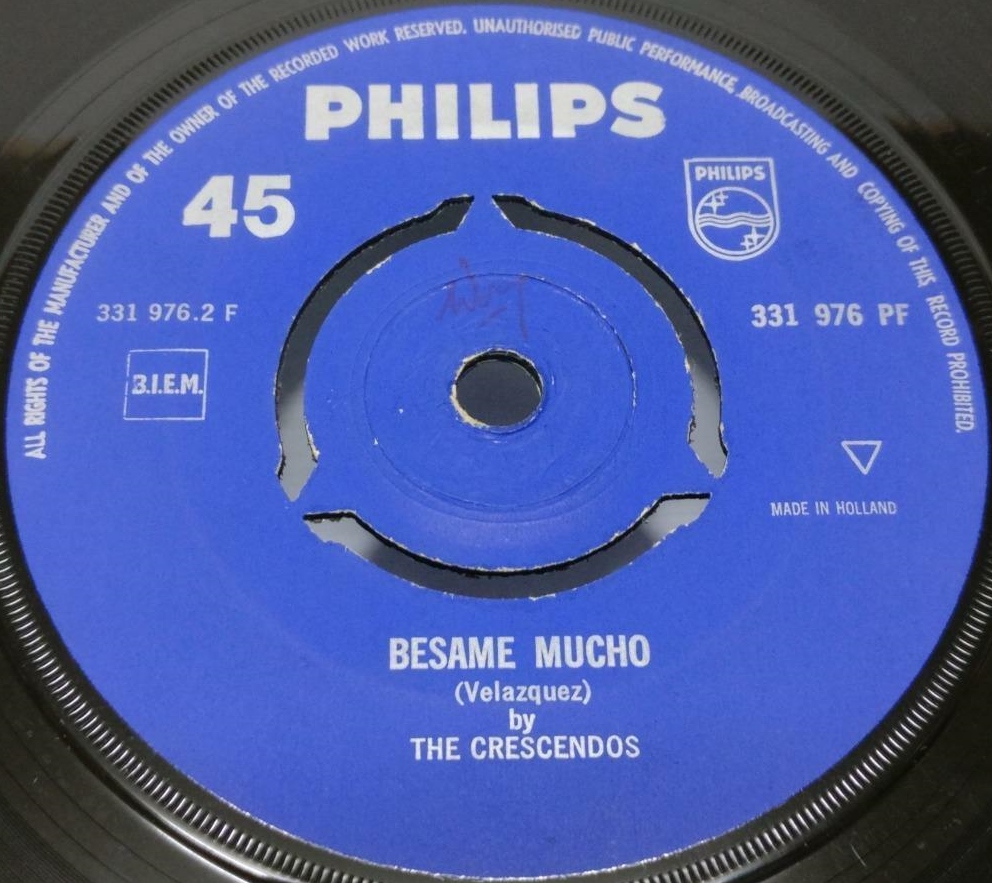 ALL RIGHTS OF THE MANUFACTURER AND OF THE OWNER OF THE RECORDED WORK RESERVED. UNAUTHORISED PUBLIC PERFORMANCE, BROADCASTING AND COPYING OF THIS RECORD PROHIBITED.
PHILIPS
45
PHILIPS
331 976.2 F
331 976 PF
B.I.E.M.
MADE IN HOLLAND
BESAME MUCHO
(Velazquez)
by
THE CRESCENDOS